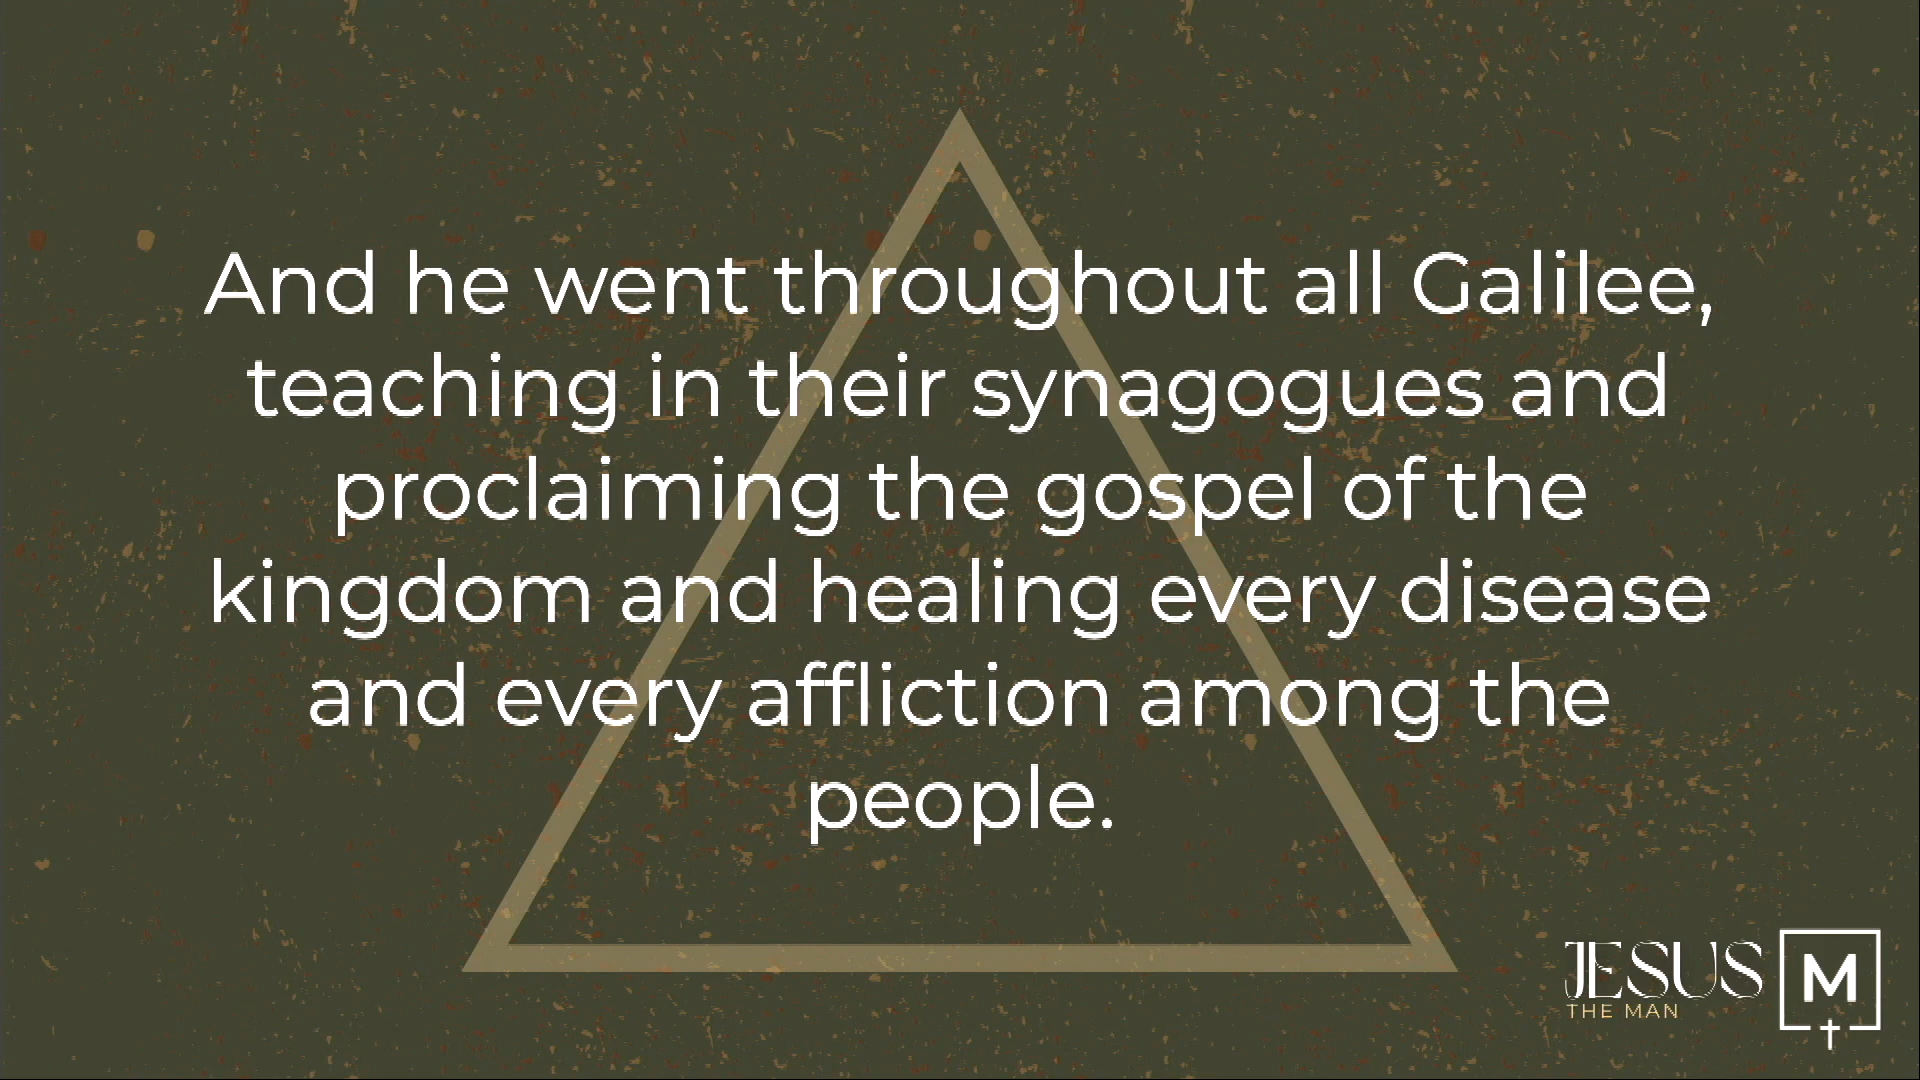 And he went throughout all Galilee,
teaching in their synagogues and
proclaiming the gospel of the
kingdom and healing every disease
and every affliction among the
people.
JESUS
THE MAN
M